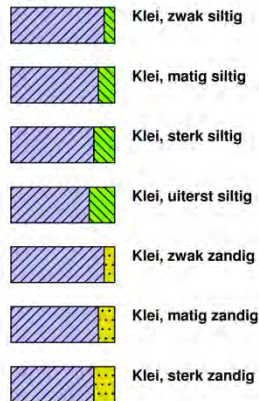 Klei, zwak siltig
Klei, matig siltig
Klei, sterk siltig
Klei, uiterst siltig
Klei, zwak zandig
Klei, matig zandig
Klei, sterk zandig